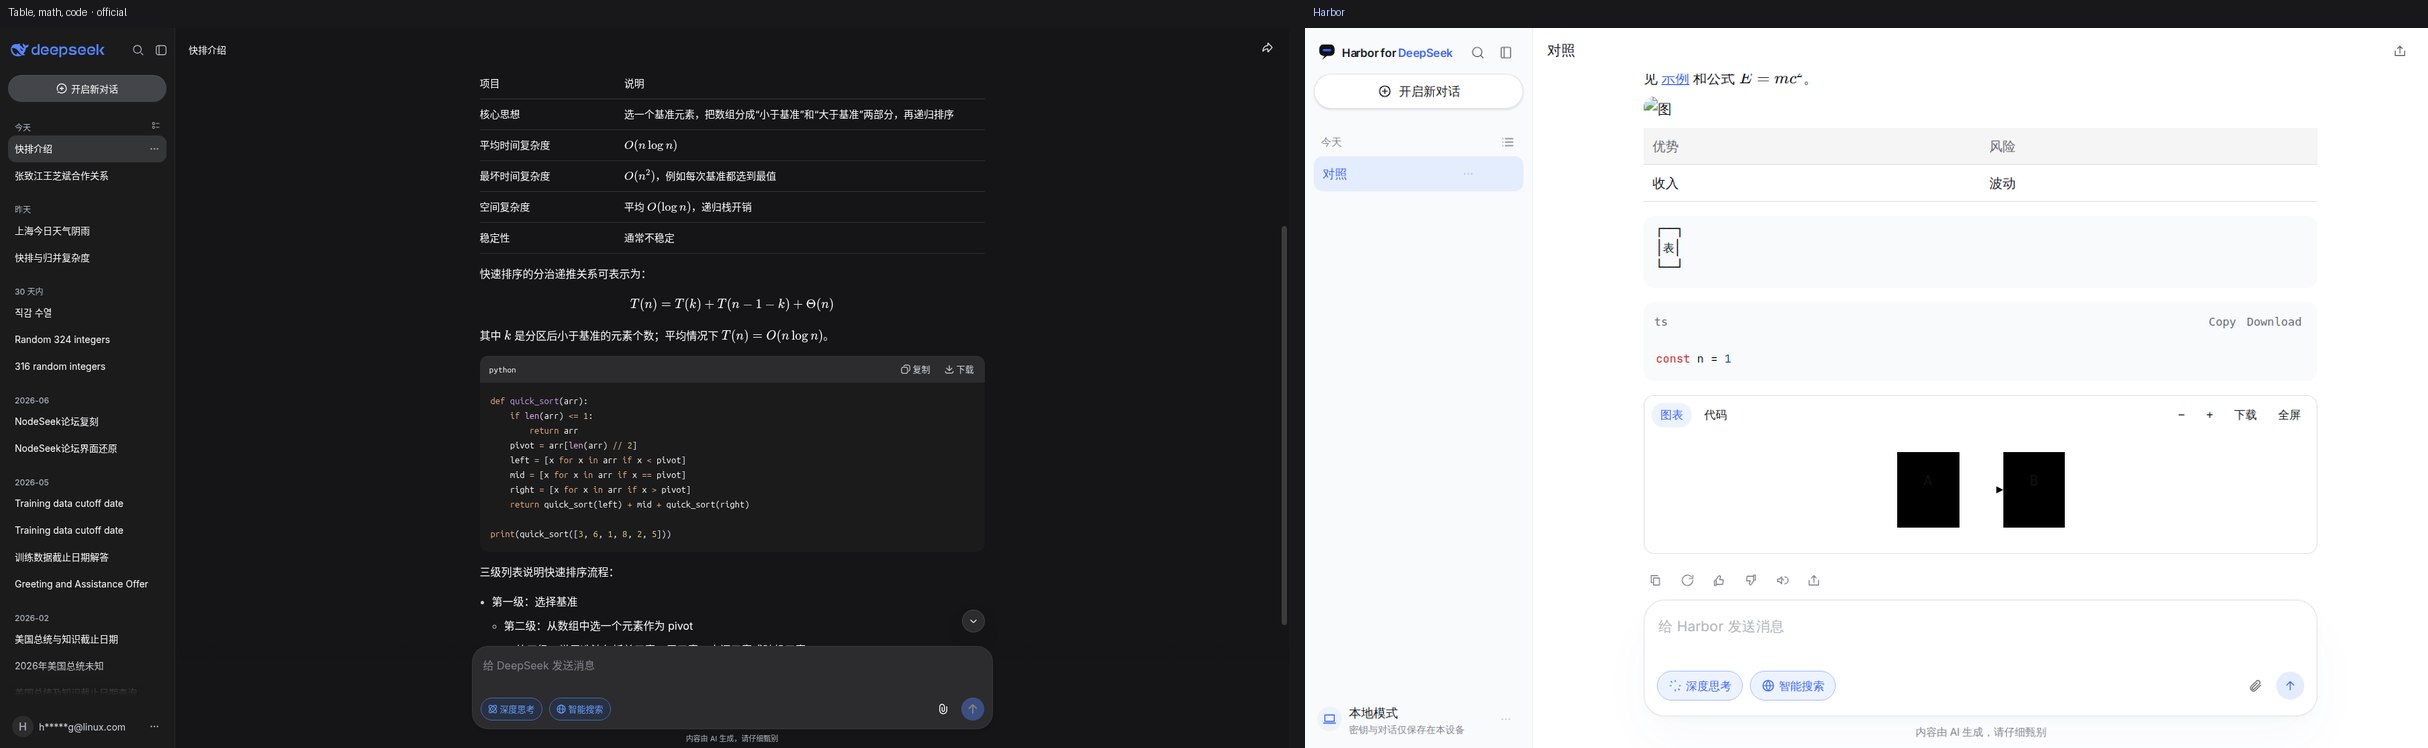 Table, math, code · official
deepseek
开启新对话
今天
快排介绍
张致江王芝斌合作关系
昨天
上海今日天气阴雨
快排与归并复杂度
30 天内
직감 수열
Random 324 integers
316 random integers
2026-06
NodeSeek论坛复刻
NodeSeek论坛界面还原
2026-05
Training data cutoff date
Training data cutoff date
训练数据截止日期解答
Greeting and Assistance Offer
2026-02
美国总统与知识截止日期
2026年美国总统未知
H h*****g@linux.com
快排介绍
项目 说明
核心思想 选一个基准元素，把数组分成“小于基准”和“大于基准”两部分，再递归排序
平均时间复杂度 O(n log n)
最坏时间复杂度 O(n²)，例如每次基准都选到最值
空间复杂度 平均 O(log n)，递归栈开销
稳定性 通常不稳定
快速排序的分治递推关系可表示为：
T(n) = T(k) + T(n − 1 − k) + Θ(n)
其中 k 是分区后小于基准的元素个数；平均情况下 T(n) = O(n log n)。
python 复制 下载
def quick_sort(arr):
if len(arr) <= 1:
return arr
pivot = arr[len(arr) // 2]
left = [x for x in arr if x < pivot]
mid = [x for x in arr if x == pivot]
right = [x for x in arr if x > pivot]
return quick_sort(left) + mid + quick_sort(right)
print(quick_sort([3, 6, 1, 8, 2, 5]))
三级列表说明快速排序流程：
第一级：选择基准
第二级：从数组中选一个元素作为 pivot
给 DeepSeek 发送消息
深度思考 智能搜索
内容由 AI 生成，请仔细甄别
Harbor
Harbor for DeepSeek
开启新对话
今天
对照
本地模式
密钥与对话仅保存在本设备
对照
见 示例 和公式 E = mc²。
图
优势 风险
收入 波动
表
ts Copy Download
const n = 1
图表 代码 − + 下载 全屏
A B
给 Harbor 发送消息
深度思考 智能搜索
内容由 AI 生成，请仔细甄别